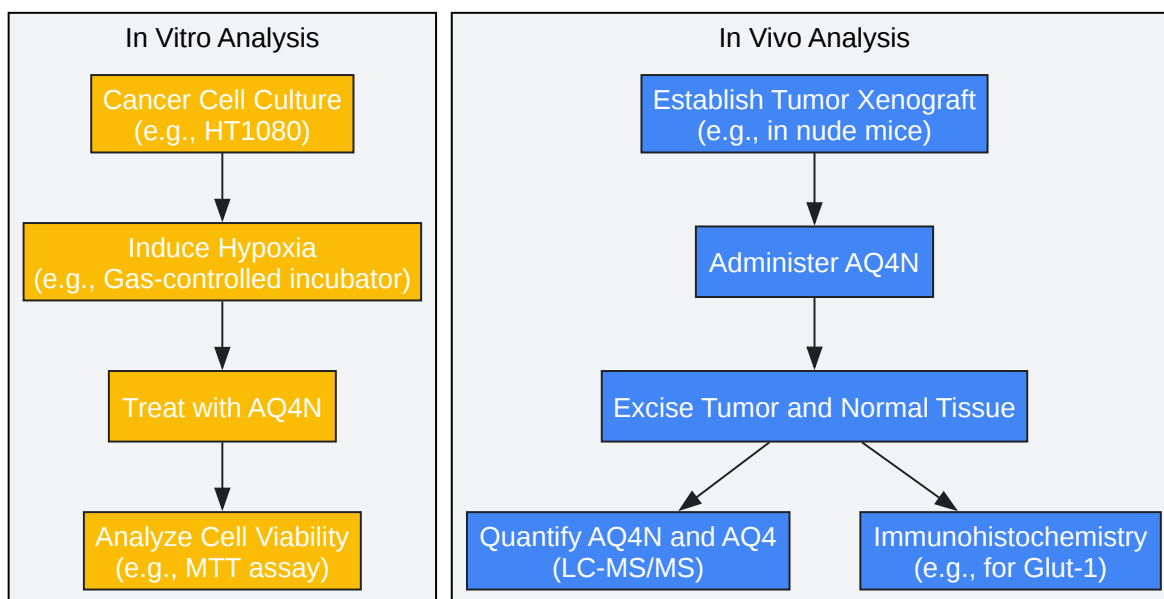 In Vitro Analysis
Cancer Cell Culture
(e.g., HT1080)
Induce Hypoxia
(e.g., Gas-controlled incubator)
Treat with AQ4N
Analyze Cell Viability
(e.g., MTT assay)
In Vivo Analysis
Establish Tumor Xenograft
(e.g., in nude mice)
Administer AQ4N
Excise Tumor and Normal Tissue
Quantify AQ4N and AQ4
(LC-MS/MS)
Immunohistochemistry
(e.g., for Glut-1)